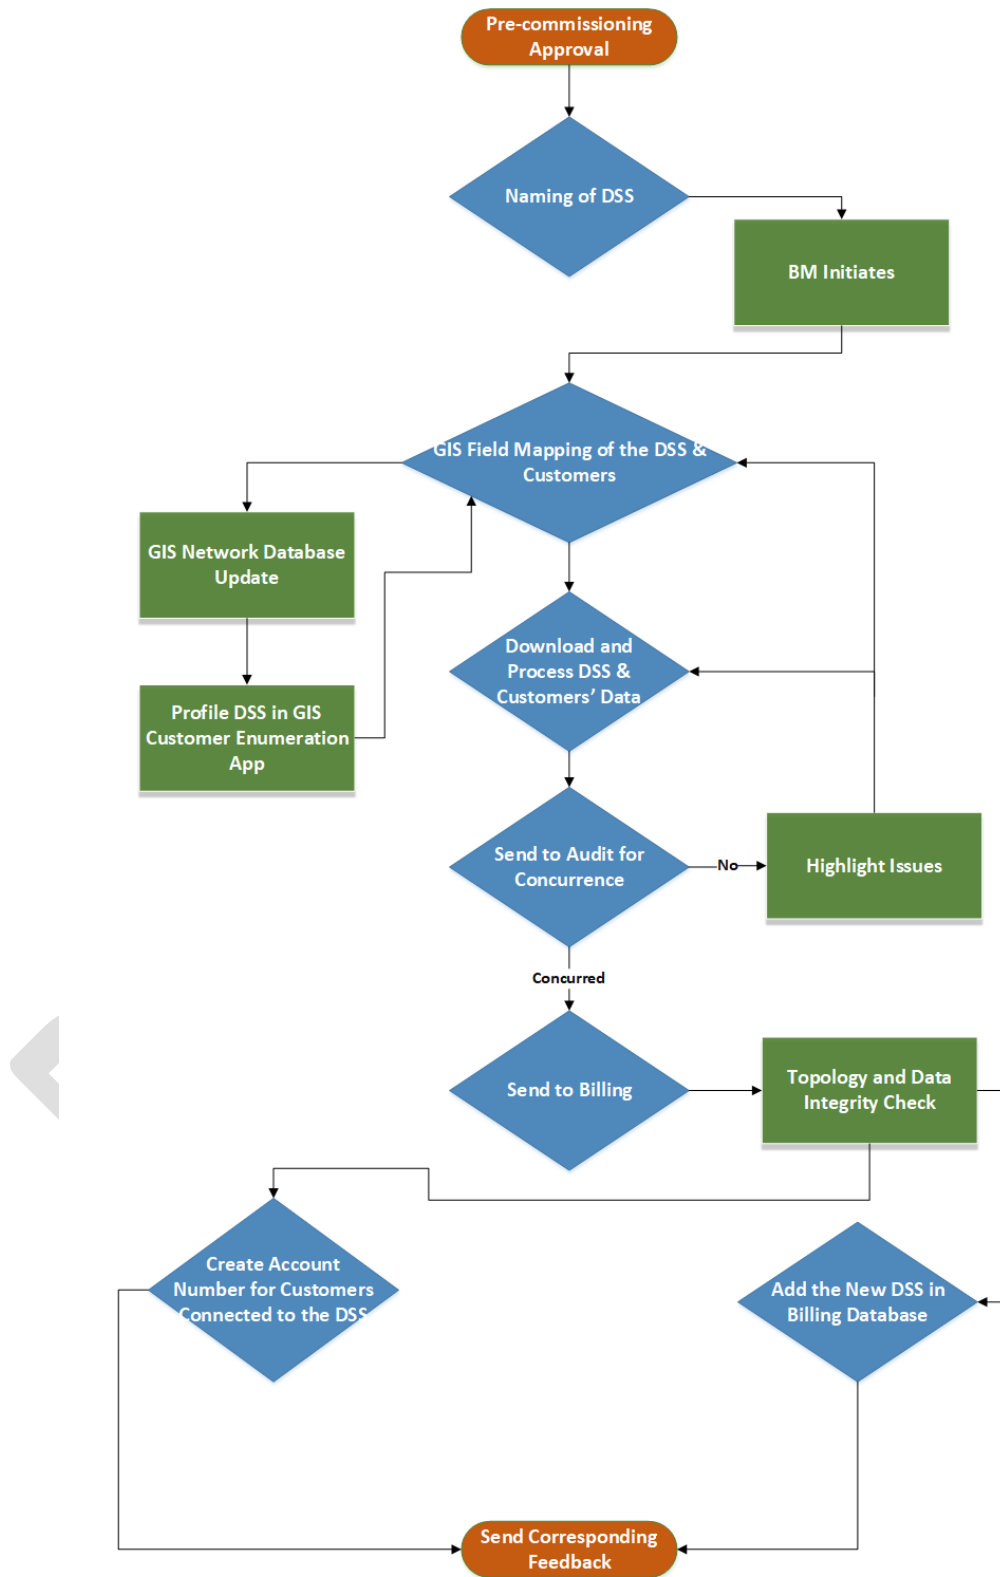 Pre-commissioning
Approval
Naming of DSS
BM Initiates
GIS Field Mapping of the DSS &
Customers
GIS Network Database
Update
Download and
Process DSS &
Customers' Data
Profile DSS in GIS
Customer Enumeration
App
Send to Audit for
Concurrence
No
Highlight Issues
Concurred
Send to Billing
Topology and Data
Integrity Check
Create Account
Number for Customers
Connected to the DSS
Add the New DSS in
Billing Database
Send Corresponding
Feedback